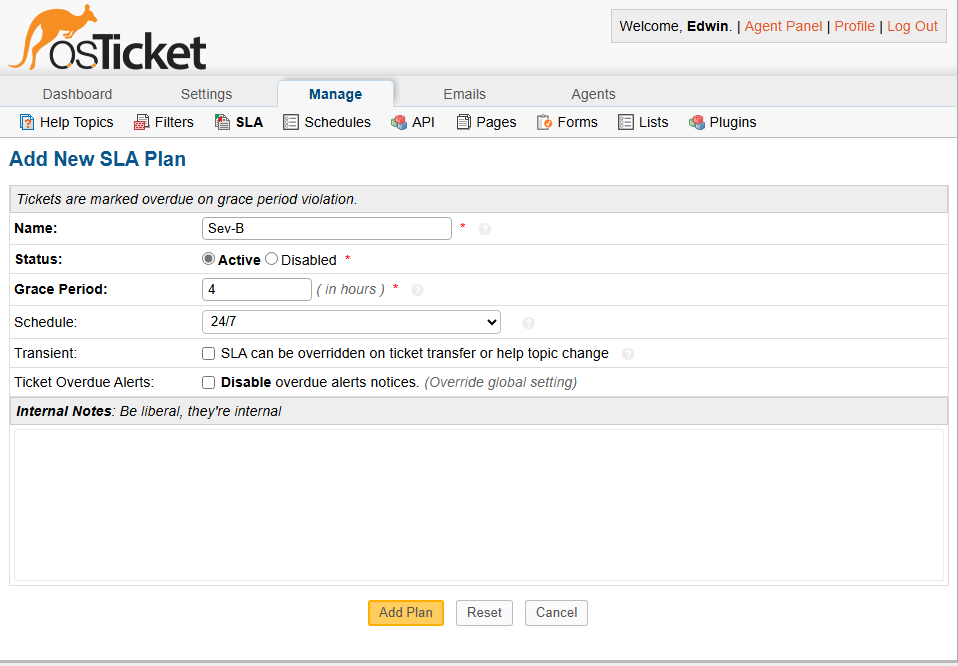 osTicket
Welcome, Edwin. | Agent Panel | Profile | Log Out
Dashboard Settings Manage Emails Agents
Help Topics Filters SLA Schedules API Pages Forms Lists Plugins
Add New SLA Plan
Tickets are marked overdue on grace period violation.
Name: Sev-B * ?
Status: Active Disabled *
Grace Period: 4 ( in hours ) * ?
Schedule: 24/7 ?
Transient: SLA can be overridden on ticket transfer or help topic change ?
Ticket Overdue Alerts: Disable overdue alerts notices. (Override global setting)
Internal Notes: Be liberal, they're internal
Add Plan Reset Cancel